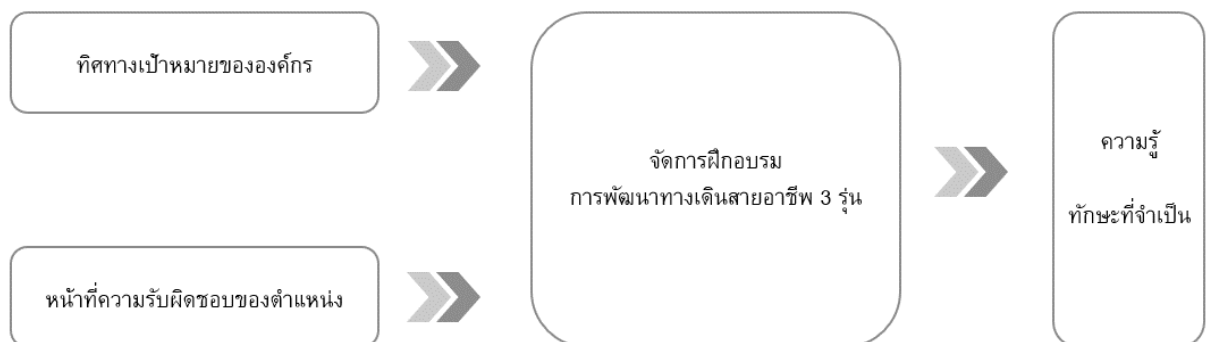 ทิศทางเป้าหมายขององค์กร
จัดการฝึกอบรม
การพัฒนาทางเดินสายอาชีพ 3 รุ่น
ความรู้
ทักษะที่จำเป็น
หน้าที่ความรับผิดชอบของตำแหน่ง